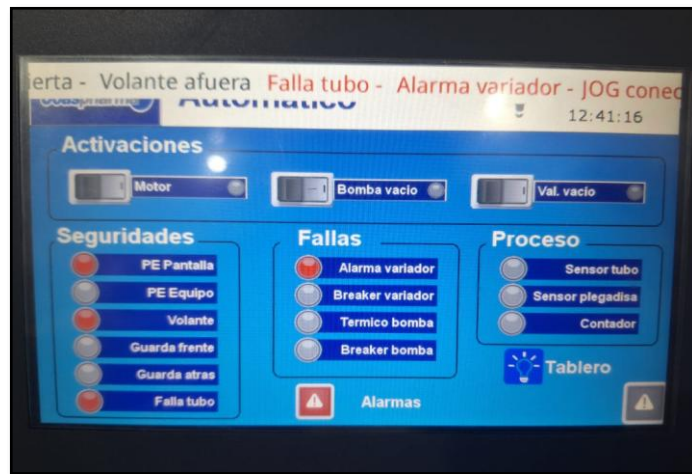 ierta - Volante afuera Falla tubo - Alarma variador - JOG conec
Automatico
12:41:16
Activaciones
Motor
Bomba vacio
Val. vacio
Seguridades
PE Pantalla
PE Equipo
Volante
Guarda frente
Guarda atras
Falla tubo
Fallas
Alarma variador
Breaker variador
Termico bomba
Breaker bomba
Alarmas
Proceso
Sensor tubo
Sensor plegadisa
Contador
Tablero